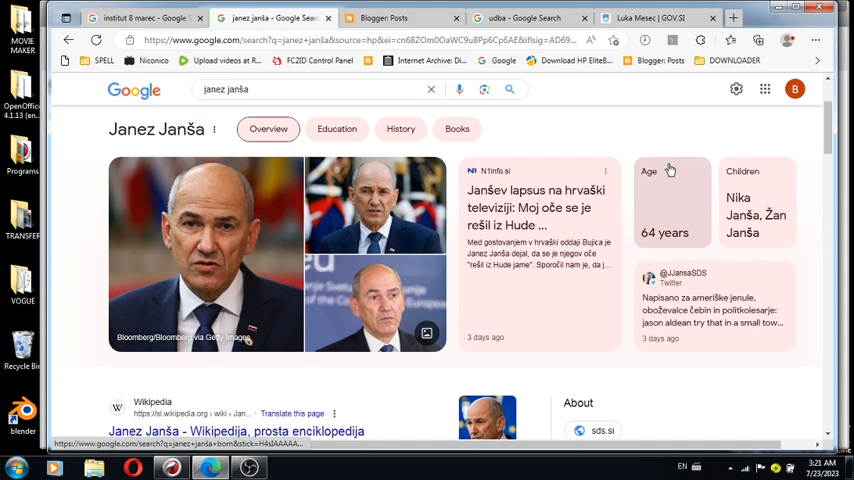 MOVIE
MAKER
OpenOffic...
4.1.13 (en...
Programs
TRANSFER
VOGUE
Recycle Bin
blender
institut 8 marec - Google S
janez janša - Google Searc
Blogger: Posts
udba - Google Search
Luka Mesec | GOV.SI
https://www.google.com/search?q=janez+janša&source=hp&ei=cn68ZOm0OaWC9u8Pp6Cp6AE&iflsig=AD69...
SPELL
Niconico
Upload videos at R...
FC2ID Control Panel
Internet Archive: Di...
Google
Download HP EliteB...
Blogger: Posts
DOWNLOADER
Google
janez janša
B
Janez Janša
Overview
Education
History
Books
Bloomberg/Bloomberg via Getty Images
N1info.si
Janšev lapsus na hrvaški
televiziji: Moj oče se je
rešil iz Hude ...
Med gostovanjem v hrvaški oddaji Bujica je
Janez Janša dejal, da se je njegov oče
"rešil iz Hude jame". Sporočil nam je, da j...
3 days ago
Age
64 years
Children
Nika
Janša, Žan
Janša
@JJansaSDS
Twitter
Napisano za ameriške jenule,
oboževalce čebin in politkolesarje:
jason aldean try that in a small tow...
3 days ago
W
Wikipedia
https://sl.wikipedia.org › wiki › Jan...
Translate this page
Janez Janša - Wikipedija, prosta enciklopedija
About
sds.si
https://www.google.com/search?q=janez+janša+born&stick=H4sIAAAAA...
EN
3:21 AM
7/23/2023